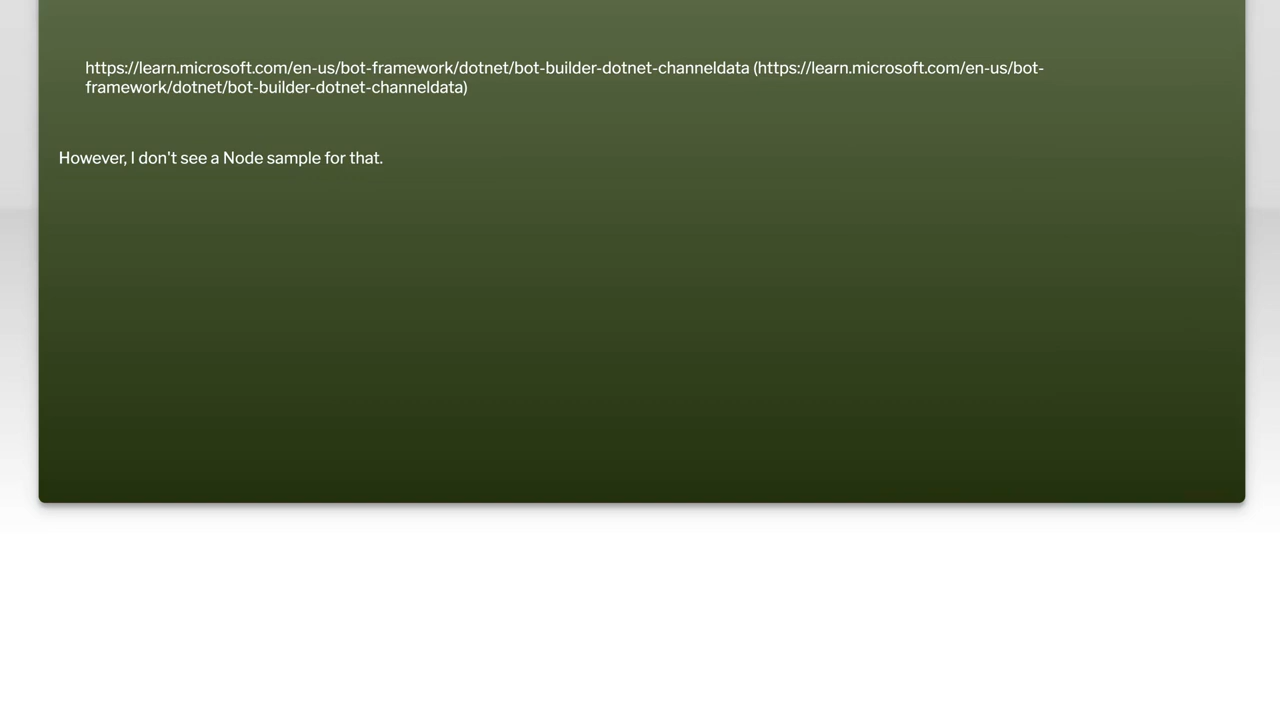 https://learn.microsoft.com/en-us/bot-framework/dotnet/bot-builder-dotnet-channeldata (https://learn.microsoft.com/en-us/bot-
framework/dotnet/bot-builder-dotnet-channeldata)
However, I don't see a Node sample for that.